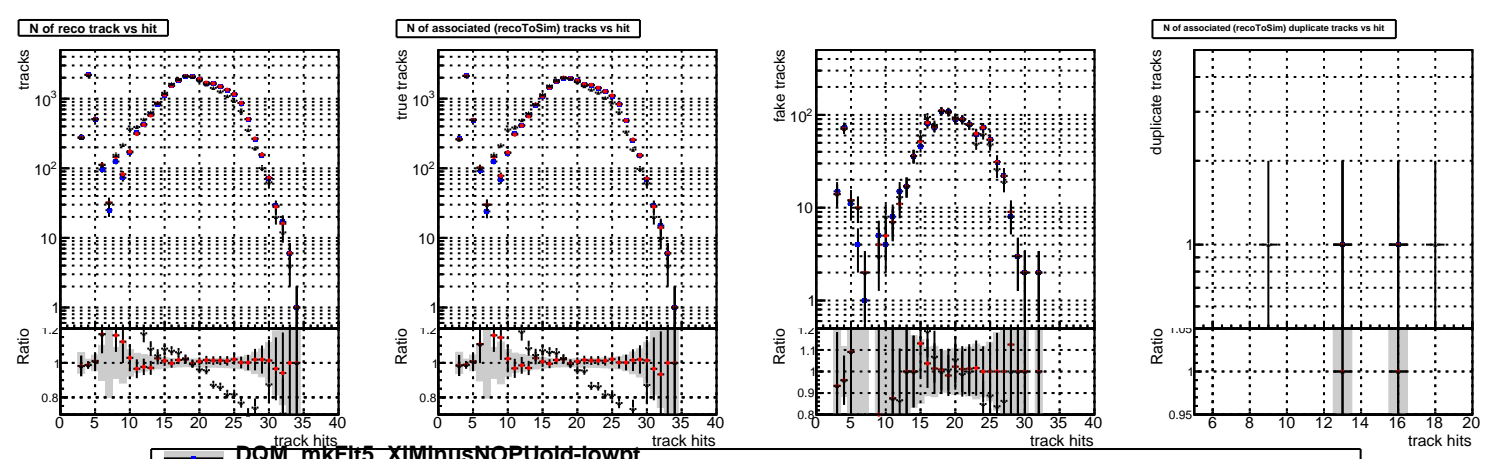 N of reco track vs hit
N of associated (recoToSim) tracks vs hit
N of associated (recoToSim) duplicate tracks vs hit
tracks
10³
10²
10
1
Ratio
1.2
1
0.8
0 5 10 15 20 25 30 35 40
track hits
true tracks
10³
10²
10
1
Ratio
1.2
1
0.8
0 5 10 15 20 25 30 35 40
track hits
fake tracks
10²
10
1
Ratio
1.2
1.1
1
0.9
0.8
0 5 10 15 20 25 30 35 40
track hits
duplicate tracks
1
Ratio
1.05
1
0.95
6 8 10 12 14 16 18 20
track hits
DQM_mkFit5_XiMinusNOPUold-lowpt